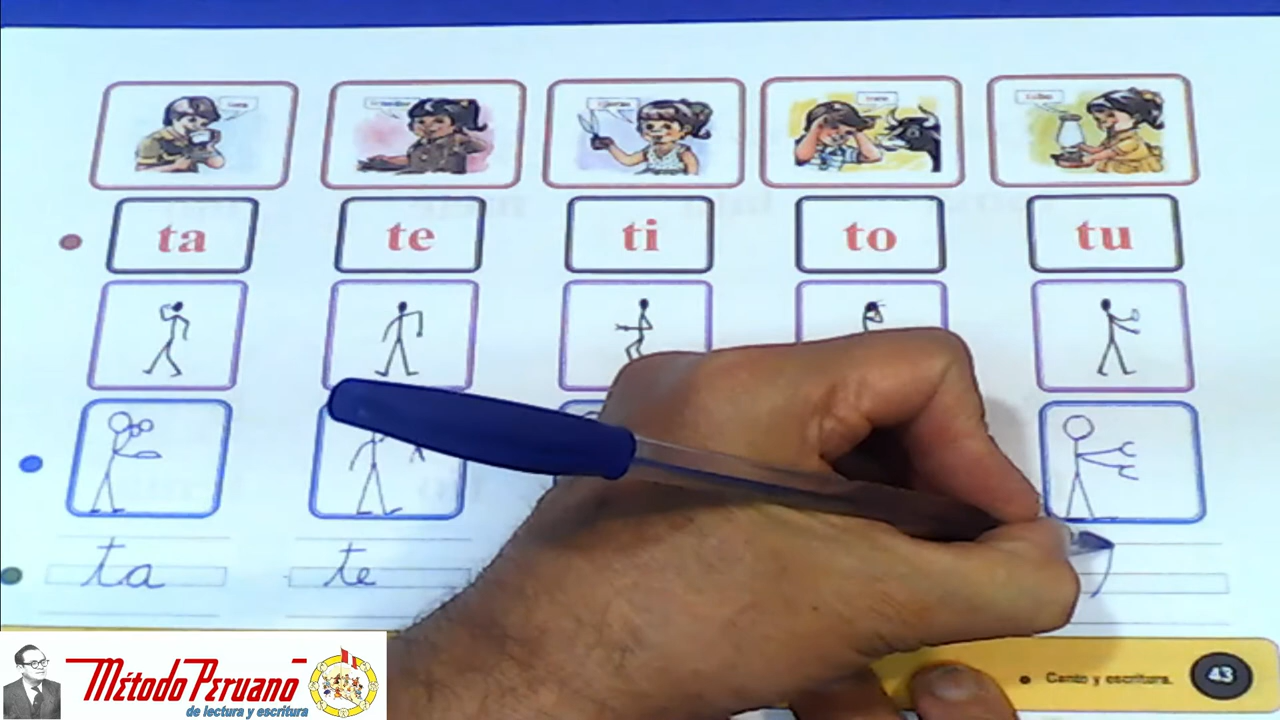 ta te ti to tu
ta te
Canto y escritura. 43
Método Peruano
de lectura y escritura